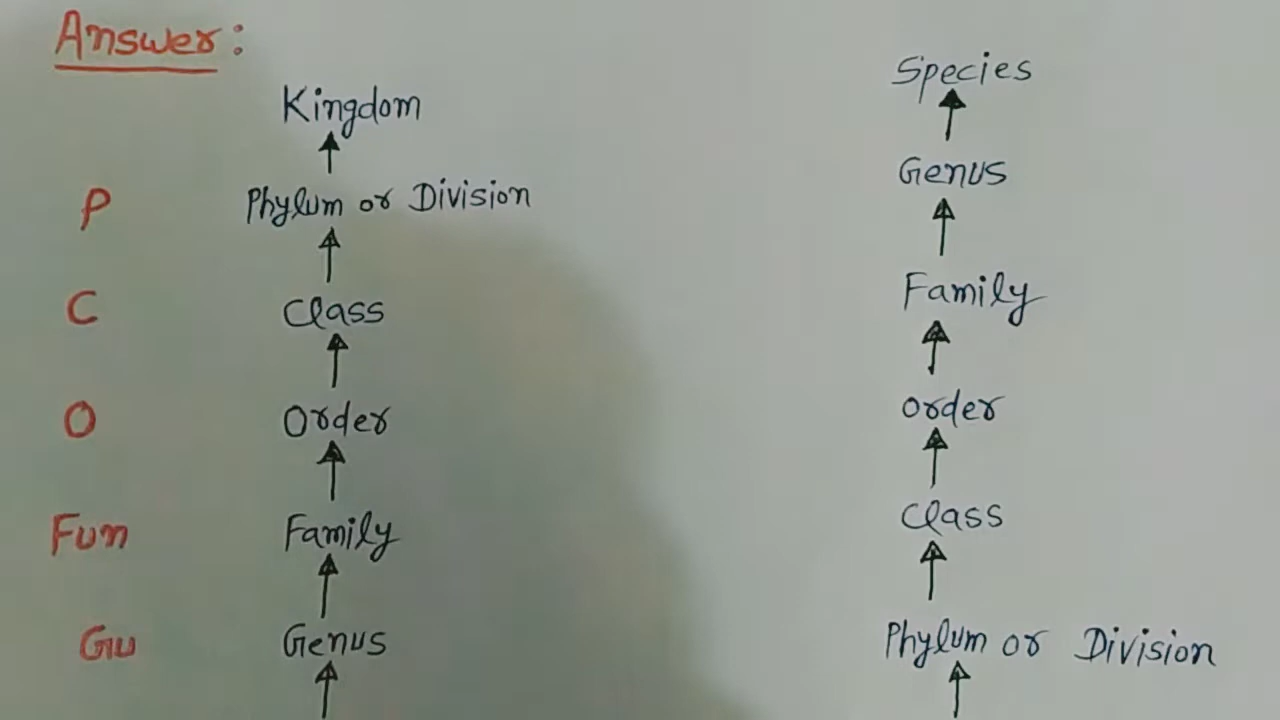 Answer:
Kingdom
P Phylum or Division
C Class
O Order
Fun Family
Gu Genus
Species
Genus
Family
Order
Class
Phylum or Division